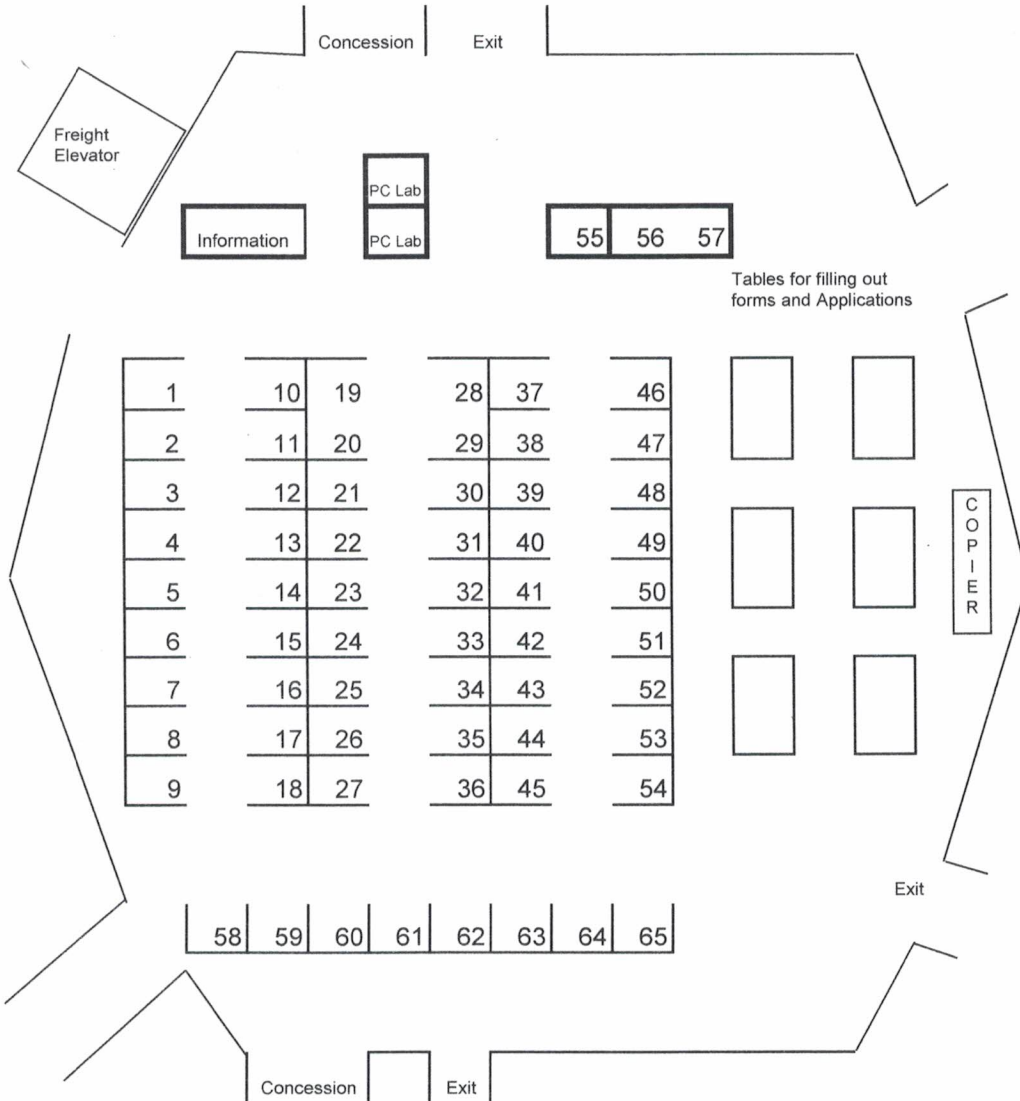 Concession Exit
Freight
Elevator
PC Lab
Information PC Lab 55 56 57
Tables for filling out
forms and Applications
1 10 19 28 37 46
2 11 20 29 38 47
3 12 21 30 39 48
4 13 22 31 40 49
5 14 23 32 41 50
6 15 24 33 42 51
7 16 25 34 43 52
8 17 26 35 44 53
9 18 27 36 45 54
COPIER
Exit
58 59 60 61 62 63 64 65
Concession Exit